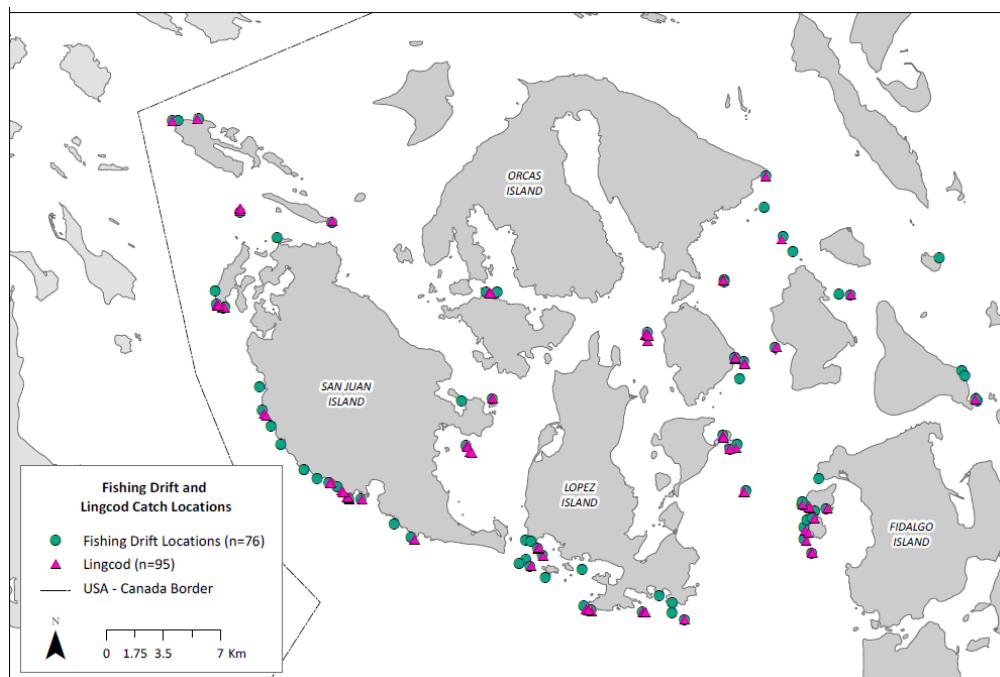 ORCAS
ISLAND
SAN JUAN
ISLAND
LOPEZ
ISLAND
FIDALGO
ISLAND
Fishing Drift and
Lingcod Catch Locations
Fishing Drift Locations (n=76)
Lingcod (n=95)
USA - Canada Border
N
0 1.75 3.5 7 Km